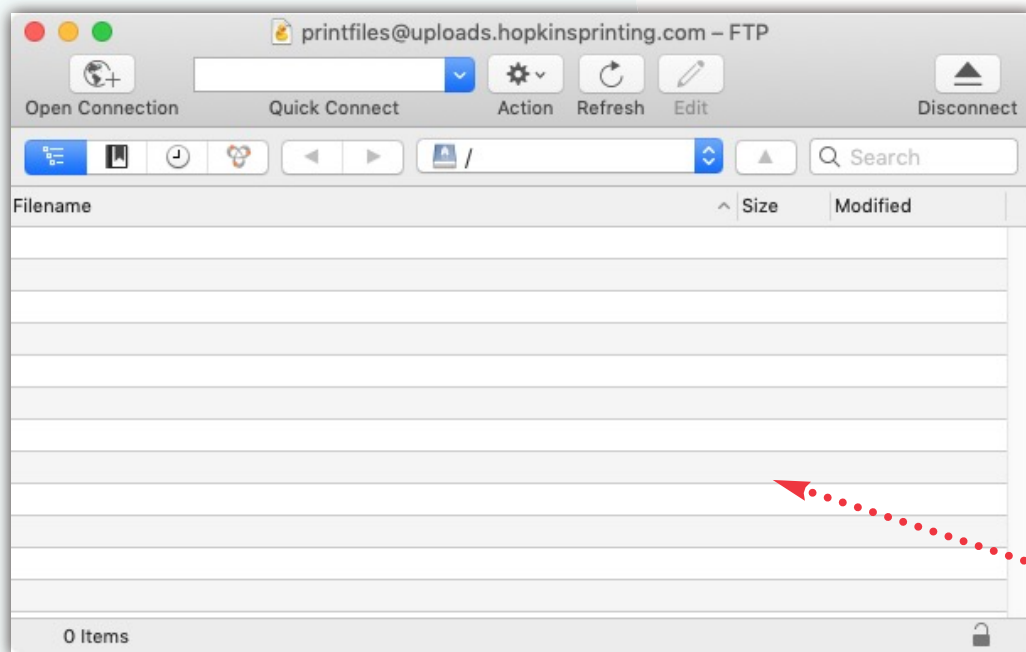 printfiles@uploads.hopkinsprinting.com – FTP
Open Connection Quick Connect Action Refresh Edit Disconnect
/ Search
Filename Size Modified
0 Items